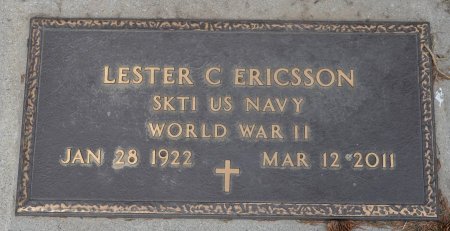 LESTER C ERICSSON
SKT1 US NAVY
WORLD WAR II
JAN 28 1922 MAR 12 2011